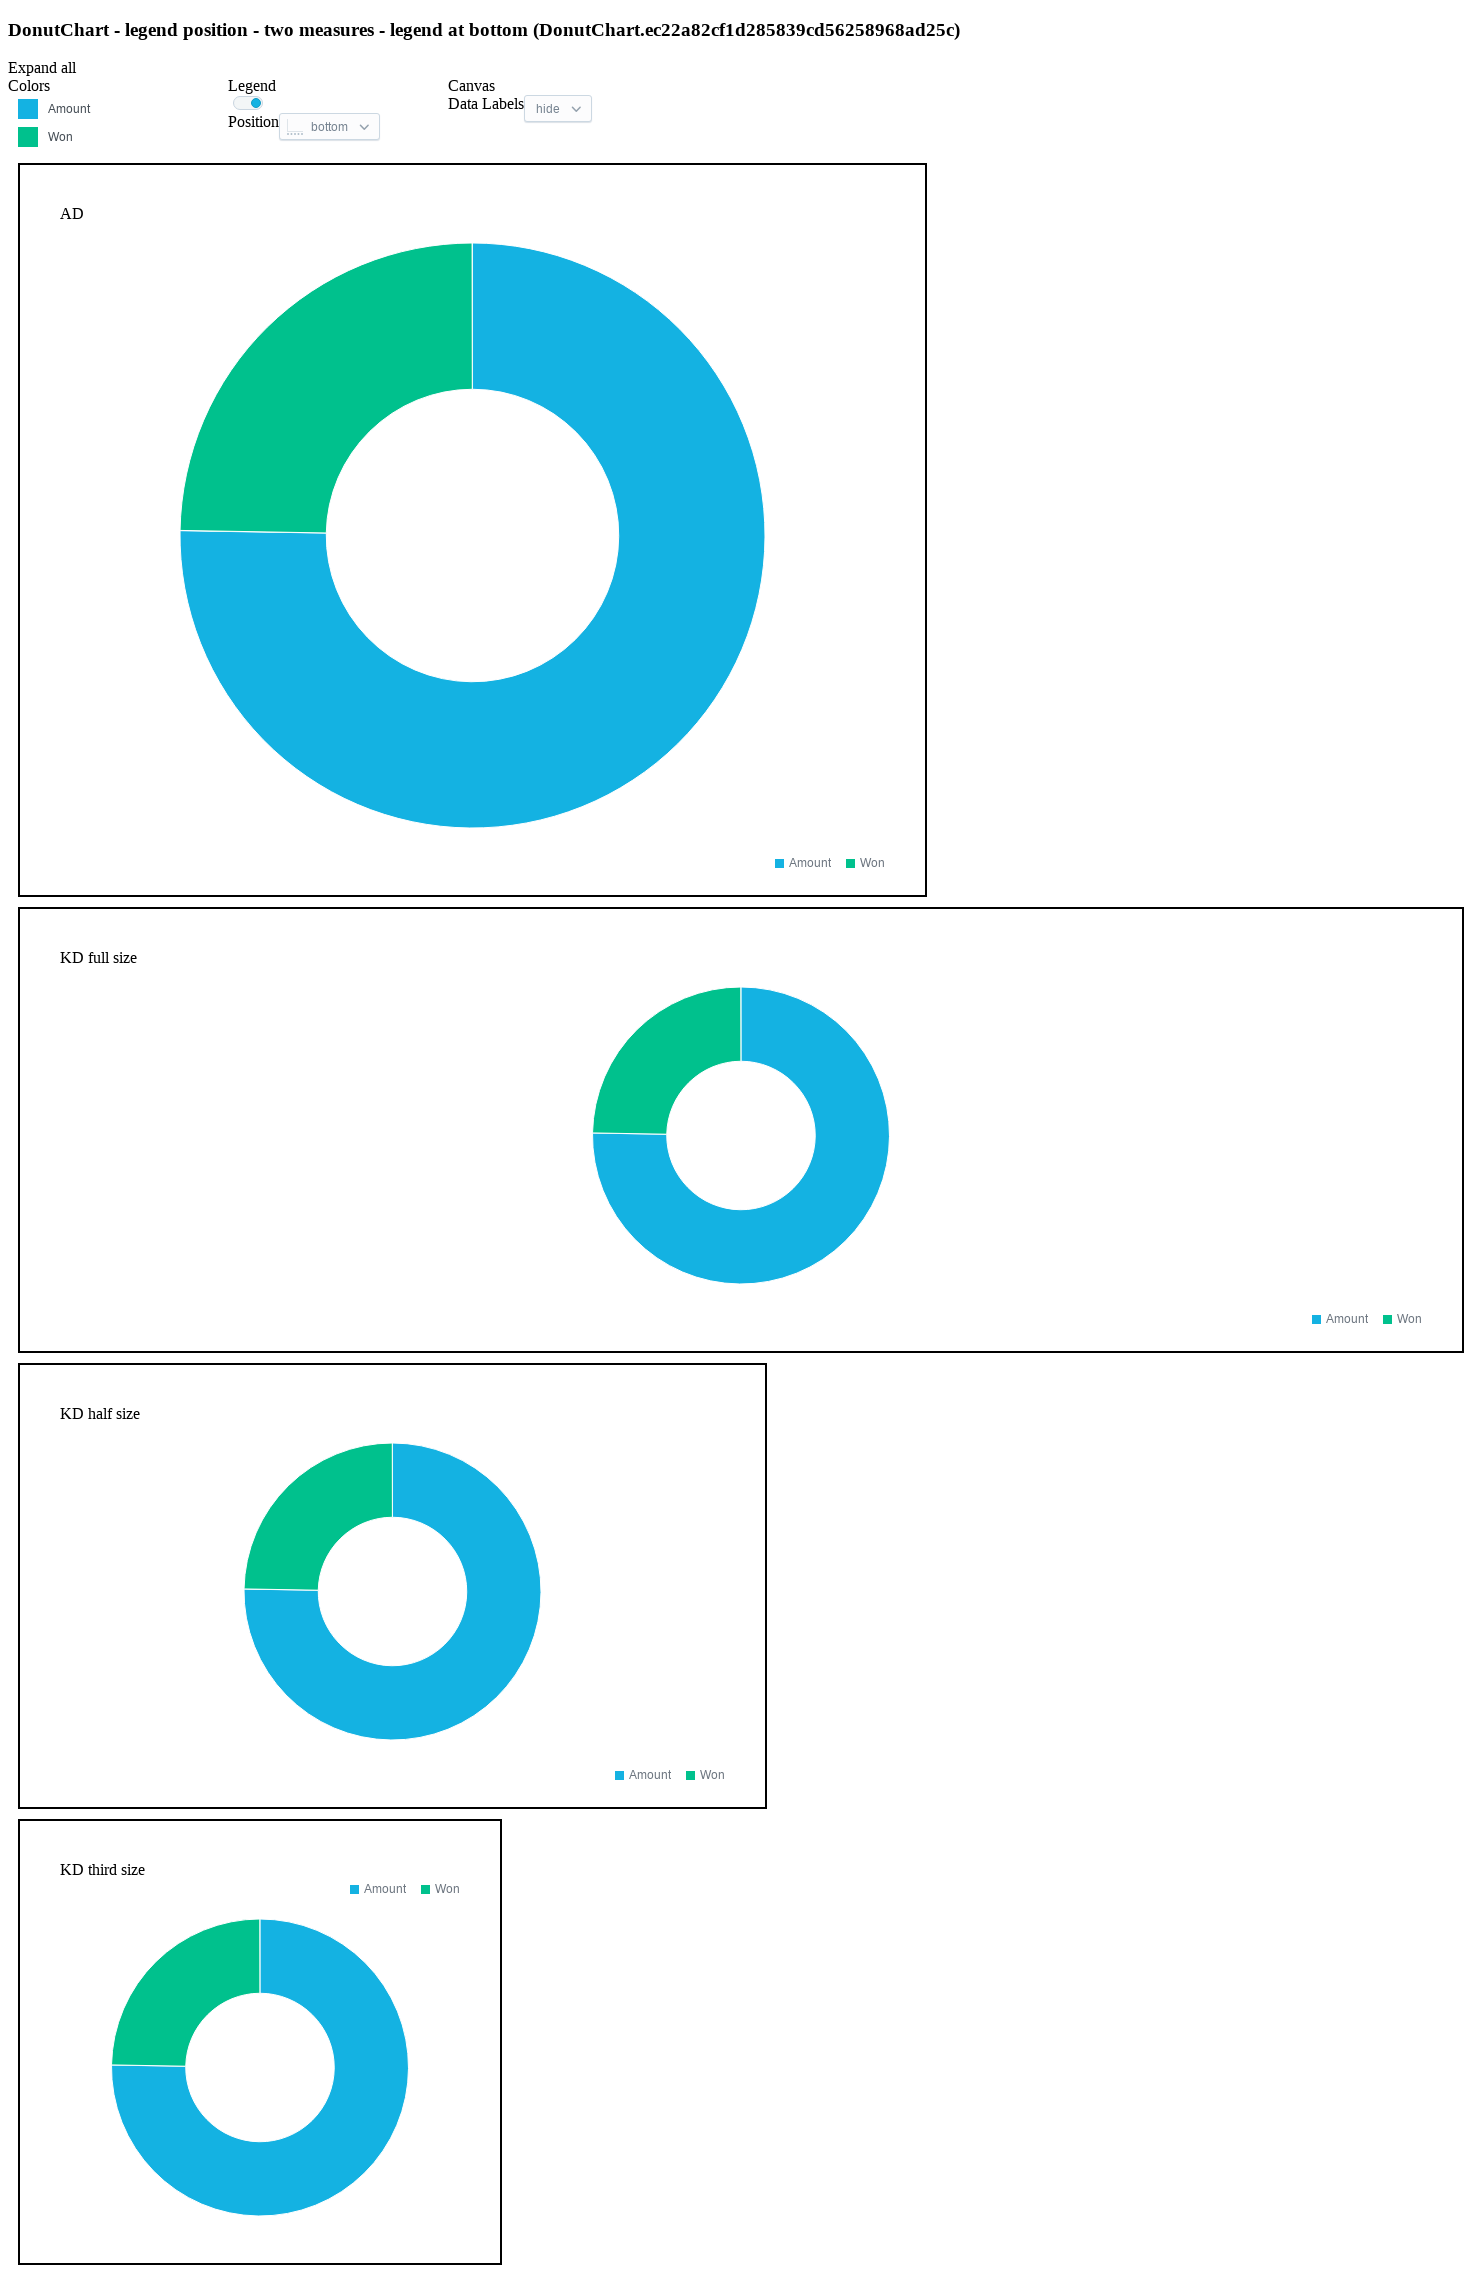 DonutChart - legend position - two measures - legend at bottom (DonutChart.ec22a82cf1d285839cd56258968ad25c)
Expand all
Colors
Amount
Won
Legend
Position bottom
Canvas
Data Labels hide
AD
Amount Won
KD full size
Amount Won
KD half size
Amount Won
KD third size
Amount Won